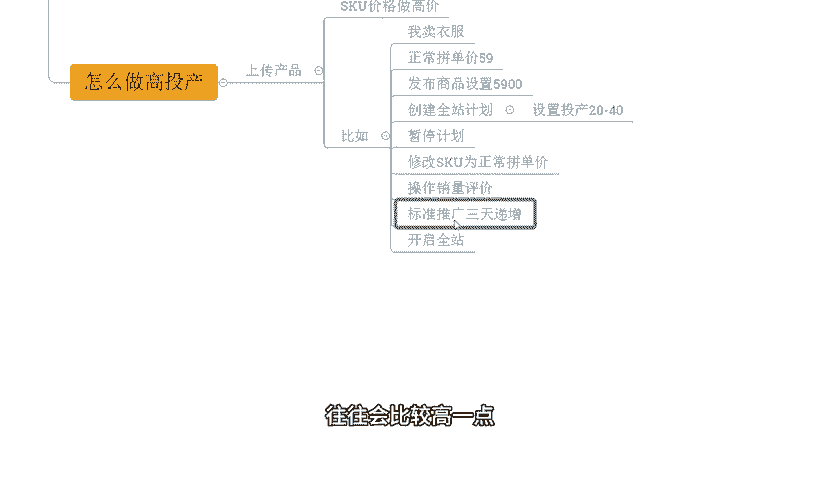 SKU价格做高价
我卖衣服
正常拼单价59
怎么做高投产
上传产品
发布商品设置5900
创建全站计划
设置投产20-40
比如
暂停计划
修改SKU为正常拼单价
操作销量评价
标准推广三天递增
开启全站
往往会比较高一点